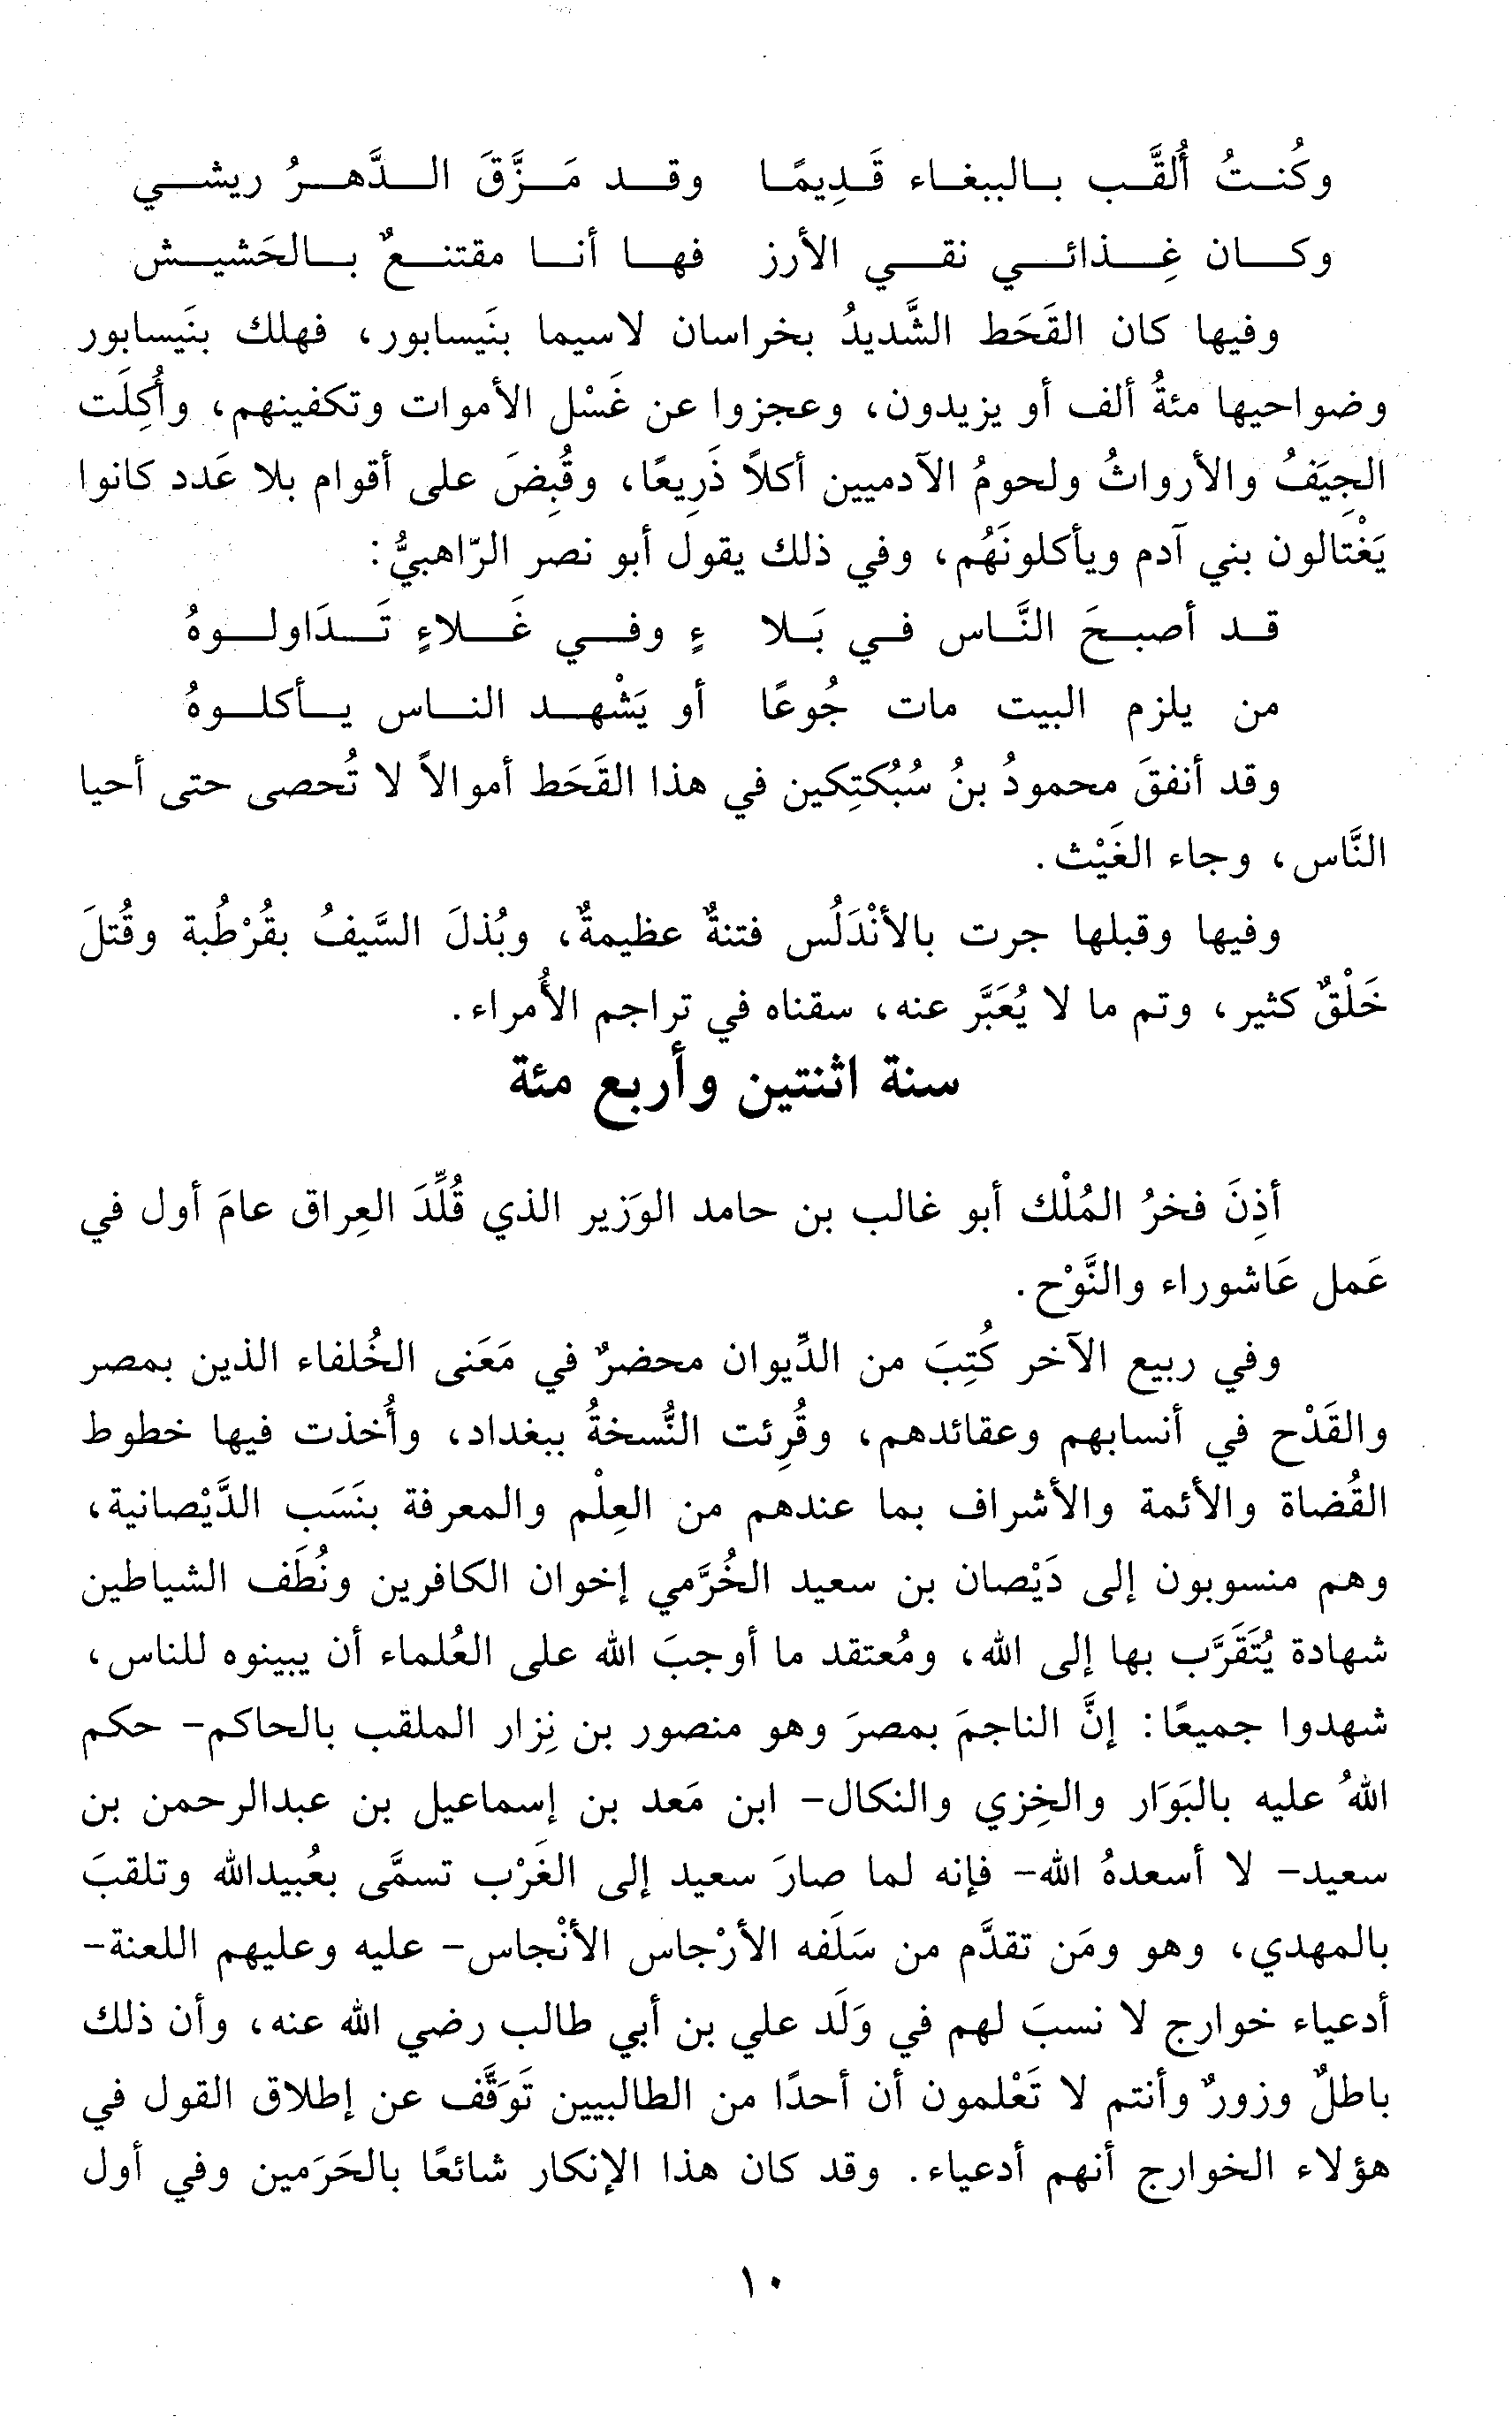 وكُنتُ أُلقَّب بالببغاء قَدِيمًا وقد مَزَّقَ الدَّهرُ ريشي
وكان غِذائي نقي الأرز فها أنا مقتنعٌ بالحَشيش
وفيها كان القَحَط الشَّديدُ بخراسان لاسيما بنَيسابور، فهلك بنَيسابور
وضواحيها مئةُ ألف أو يزيدون، وعجزوا عن غَسْل الأموات وتكفينهم، وأُكِلَت
الجِيَفُ والأرواثُ ولحومُ الآدميين أكلاً ذَرِيعًا، وقُبِضَ على أقوام بلا عَدد كانوا
يَغْتالون بني آدم ويأكلونَهُم، وفي ذلك يقول أبو نصر الرّاهبيُّ:
قد أصبحَ النَّاس في بَلا ءٍ وفي غَلاءٍ تَدَاولوهُ
من يلزم البيت مات جُوعًا أو يَشْهد الناس يأكلوهُ
وقد أنفقَ محمودُ بنُ سُبُكتِكين في هذا القَحَط أموالاً لا تُحصى حتى أحيا
النَّاس، وجاء الغَيْث.
وفيها وقبلها جرت بالأنْدَلُس فتنةٌ عظيمةٌ، وبُذلَ السَّيفُ بقُرْطُبة وقُتلَ
خَلْقٌ كثير، وتم ما لا يُعَبَّر عنه، سقناه في تراجم الأُمراء.
سنة اثنتين وأربع مئة
أذِنَ فخرُ المُلْك أبو غالب بن حامد الوَزير الذي قُلِّدَ العِراق عامَ أول في
عَمل عَاشوراء والنَّوْح.
وفي ربيع الآخر كُتِبَ من الدِّيوان محضرٌ في مَعَنى الخُلفاء الذين بمصر
والقَدْح في أنسابهم وعقائدهم، وقُرِئت النُّسخةُ ببغداد، وأُخذت فيها خطوط
القُضاة والأئمة والأشراف بما عندهم من العِلْم والمعرفة بنَسَب الدَّيْصانية،
وهم منسوبون إلى دَيْصان بن سعيد الخُرَّمي إخوان الكافرين ونُطَف الشياطين
شهادة يُتَقَرَّب بها إلى الله، ومُعتقد ما أوجبَ الله على العُلماء أن يبينوه للناس،
شهدوا جميعًا: إنَّ الناجمَ بمصرَ وهو منصور بن نِزار الملقب بالحاكم- حكم
اللهُ عليه بالبَوَار والخِزي والنكال- ابن مَعد بن إسماعيل بن عبدالرحمن بن
سعيد- لا أسعدهُ الله- فإنه لما صارَ سعيد إلى الغَرْب تسمَّى بعُبيدالله وتلقبَ
بالمهدي، وهو ومَن تقدَّم من سَلَفه الأرْجاس الأنْجاس- عليه وعليهم اللعنة-
أدعياء خوارج لا نسبَ لهم في وَلَد علي بن أبي طالب رضي الله عنه، وأن ذلك
باطلٌ وزورٌ وأنتم لا تَعْلمون أن أحدًا من الطالبيين تَوَقَّف عن إطلاق القول في
هؤلاء الخوارج أنهم أدعياء. وقد كان هذا الإنكار شائعًا بالحَرَمين وفي أول
١٠